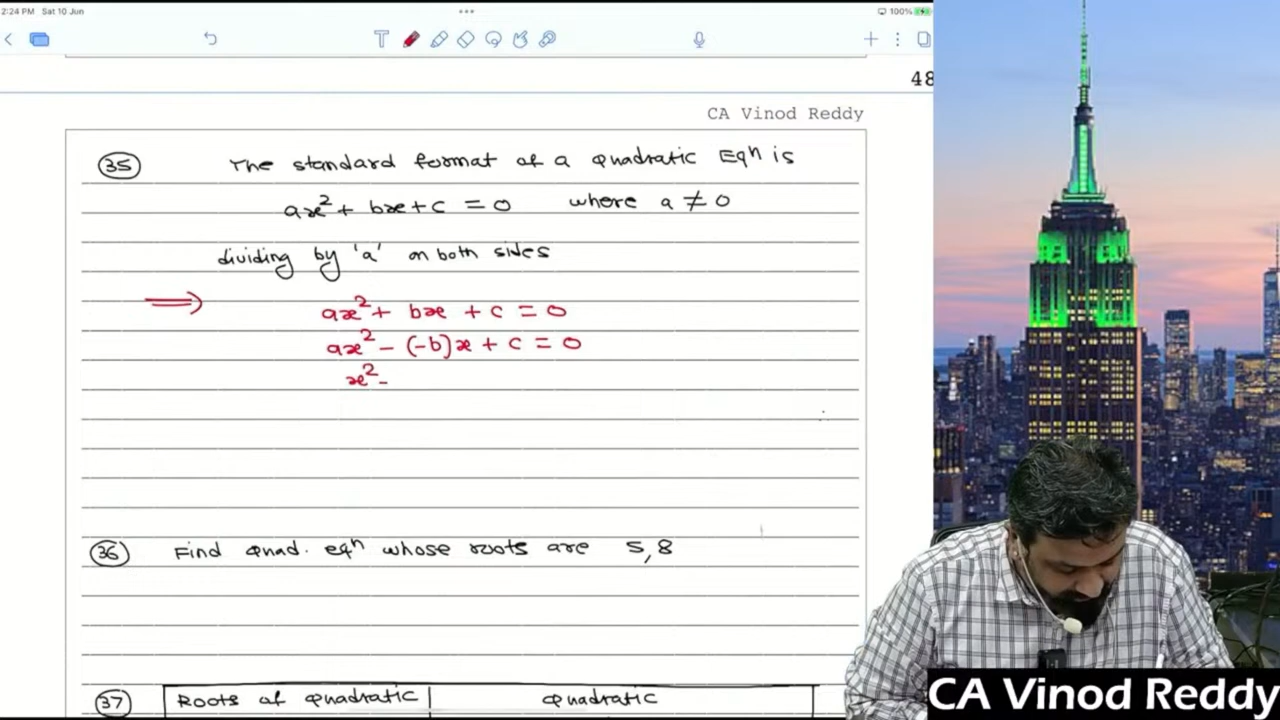 2:24 PM Sat 10 Jun
100%
T
48
CA Vinod Reddy
35 The standard format of a quadratic Eqn is
ax² + bx + c = 0 where a ≠ 0
dividing by 'a' on both sides
⇒ ax² + bx + c = 0
ax² - (-b)x + c = 0
x² -
36 Find Quad. eqn whose roots are 5,8
37 Roots of quadratic Quadratic
CA Vinod Reddy